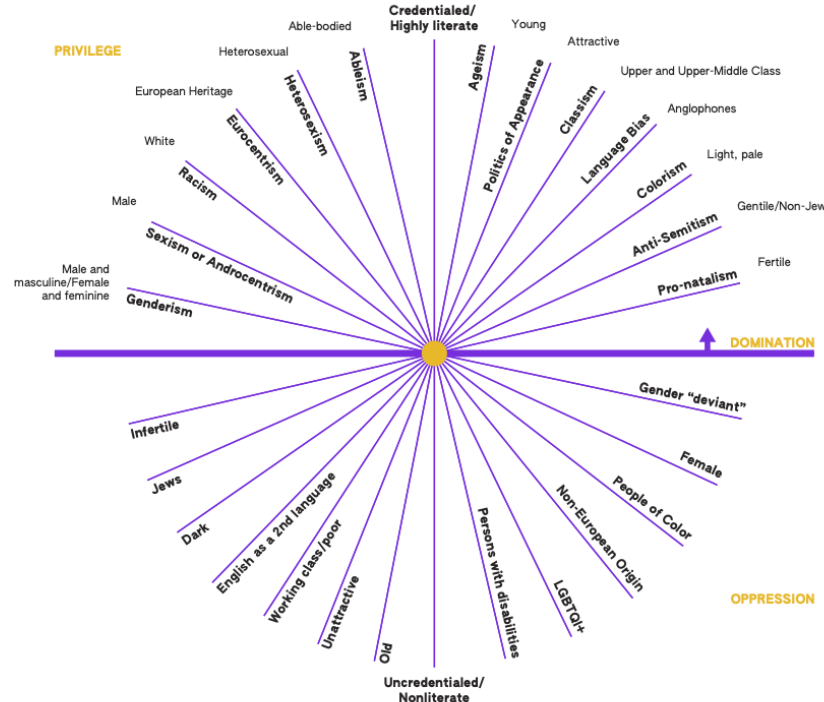 Credentialed/
Highly literate
Able-bodied
Young
PRIVILEGE
Heterosexual
Attractive
Ableism
Ageism
Upper and Upper-Middle Class
European Heritage
Heterosexism
Politics of Appearance
Classism
Anglophones
White
Eurocentrism
Language Bias
Light, pale
Racism
Colorism
Male
Gentile/Non-Jew
Sexism or Androcentrism
Anti-Semitism
Male and
masculine/Female
and feminine
Fertile
Genderism
Pro-natalism
DOMINATION
Gender “deviant”
Infertile
Female
Jews
People of Color
Dark
Non-European Origin
English as a 2nd language
Persons with disabilities
Working class/poor
LGBTQI+
Unattractive
OPPRESSION
Old
Uncredentialed/
Nonliterate